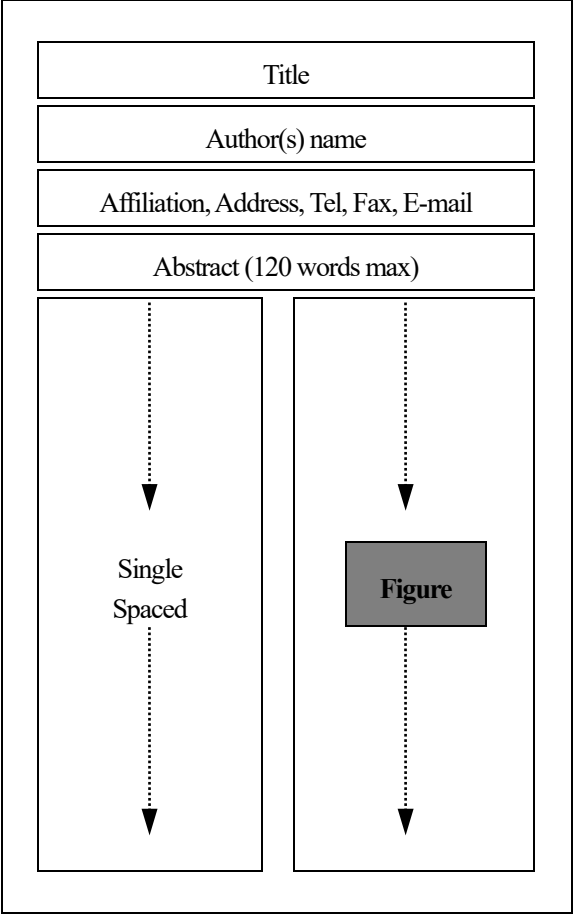 Title
Author(s) name
Affiliation, Address, Tel, Fax, E-mail
Abstract (120 words max)
Single
Spaced
Figure